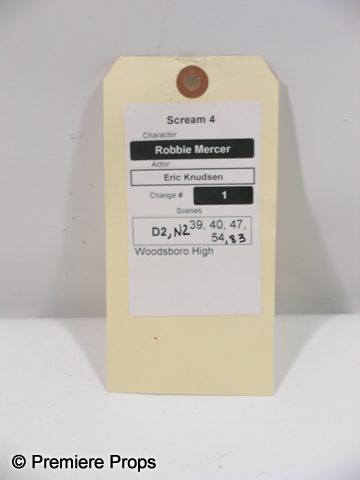 Scream 4
Character
Robbie Mercer
Actor
Eric Knudsen
Change # 1
Scenes
D2, N2 39, 40, 47,
54, 83
Woodsboro High
© Premiere Props